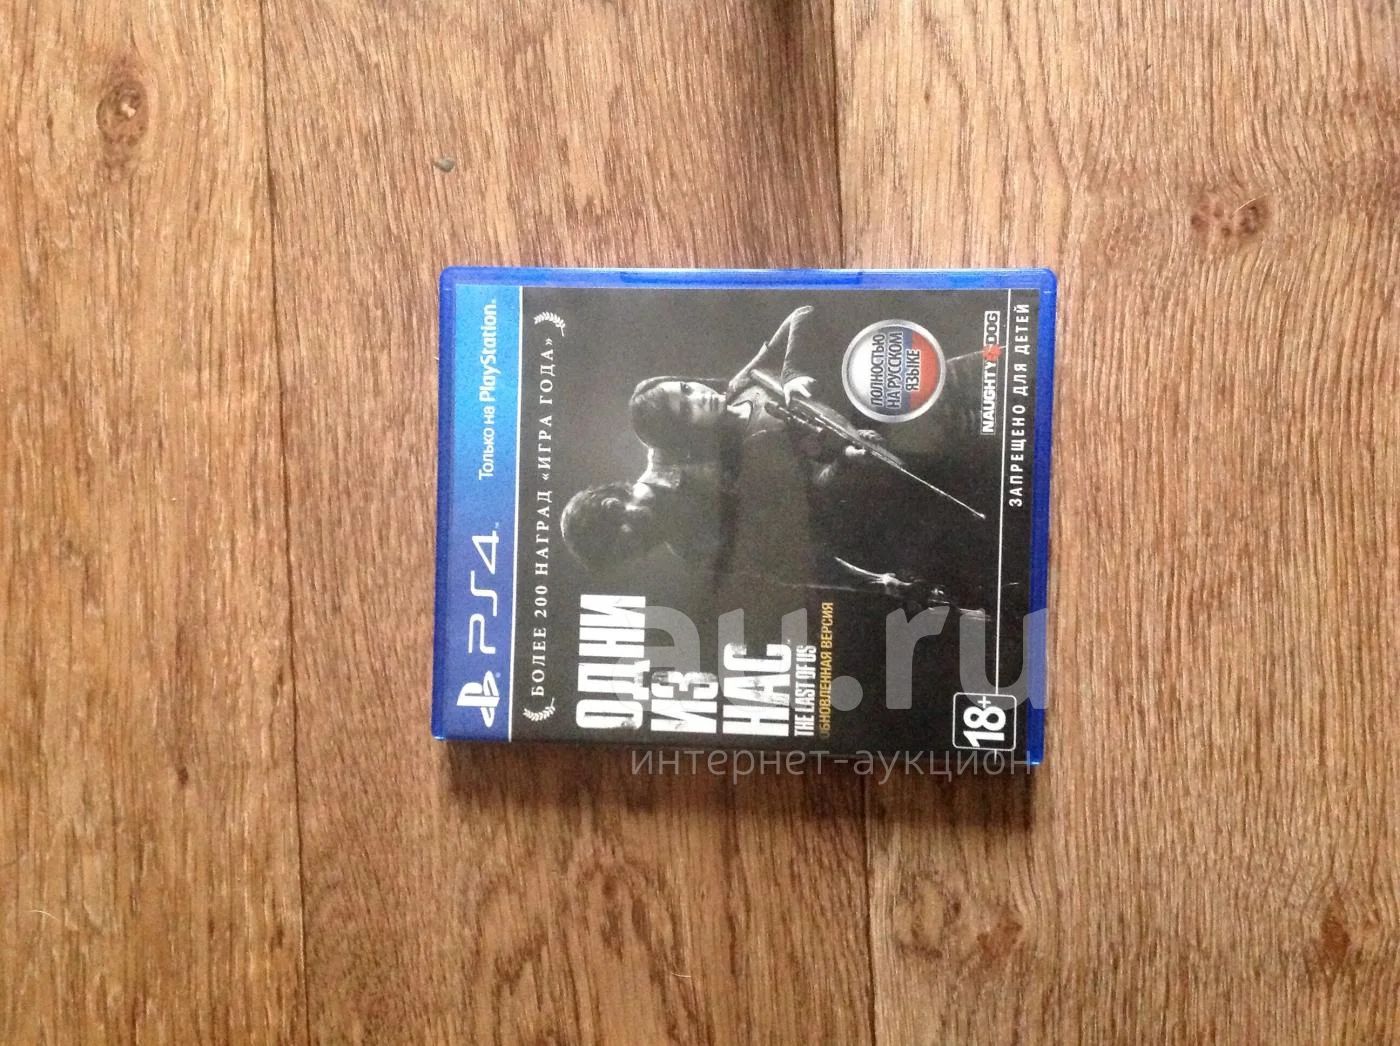 PS4
Только на PlayStation
БОЛЕЕ 200 НАГРАД «ИГРА ГОДА»
ОДНИ
ИЗ
НАС
THE LAST OF US
ОБНОВЛЕННАЯ ВЕРСИЯ
ПОЛНОСТЬЮ
НА РУССКОМ
ЯЗЫКЕ
NAUGHTY DOG
18+
ЗАПРЕЩЕНО ДЛЯ ДЕТЕЙ
au.ru
интернет-аукцион